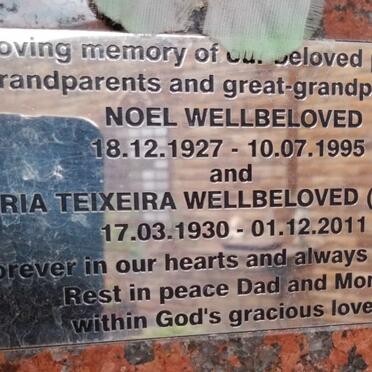 oving memory of our beloved p
randparents and great-grandp
NOEL WELLBELOVED
18.12.1927 - 10.07.1995
and
RIA TEIXEIRA WELLBELOVED (
17.03.1930 - 01.12.2011
orever in our hearts and always
Rest in peace Dad and Mo
within God's gracious love